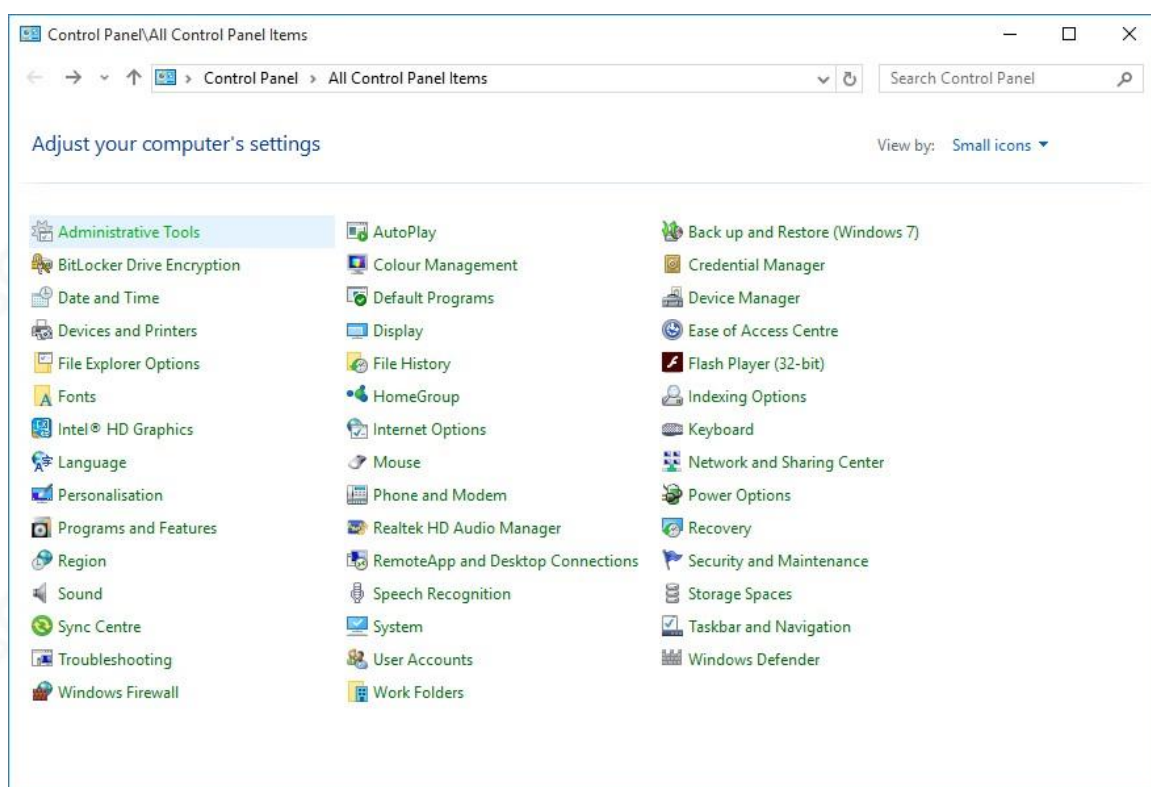 Control Panel\All Control Panel Items
Control Panel > All Control Panel Items Search Control Panel
Adjust your computer's settings View by: Small icons
Administrative Tools AutoPlay Back up and Restore (Windows 7)
BitLocker Drive Encryption Colour Management Credential Manager
Date and Time Default Programs Device Manager
Devices and Printers Display Ease of Access Centre
File Explorer Options File History Flash Player (32-bit)
Fonts HomeGroup Indexing Options
Intel® HD Graphics Internet Options Keyboard
Language Mouse Network and Sharing Center
Personalisation Phone and Modem Power Options
Programs and Features Realtek HD Audio Manager Recovery
Region RemoteApp and Desktop Connections Security and Maintenance
Sound Speech Recognition Storage Spaces
Sync Centre System Taskbar and Navigation
Troubleshooting User Accounts Windows Defender
Windows Firewall Work Folders